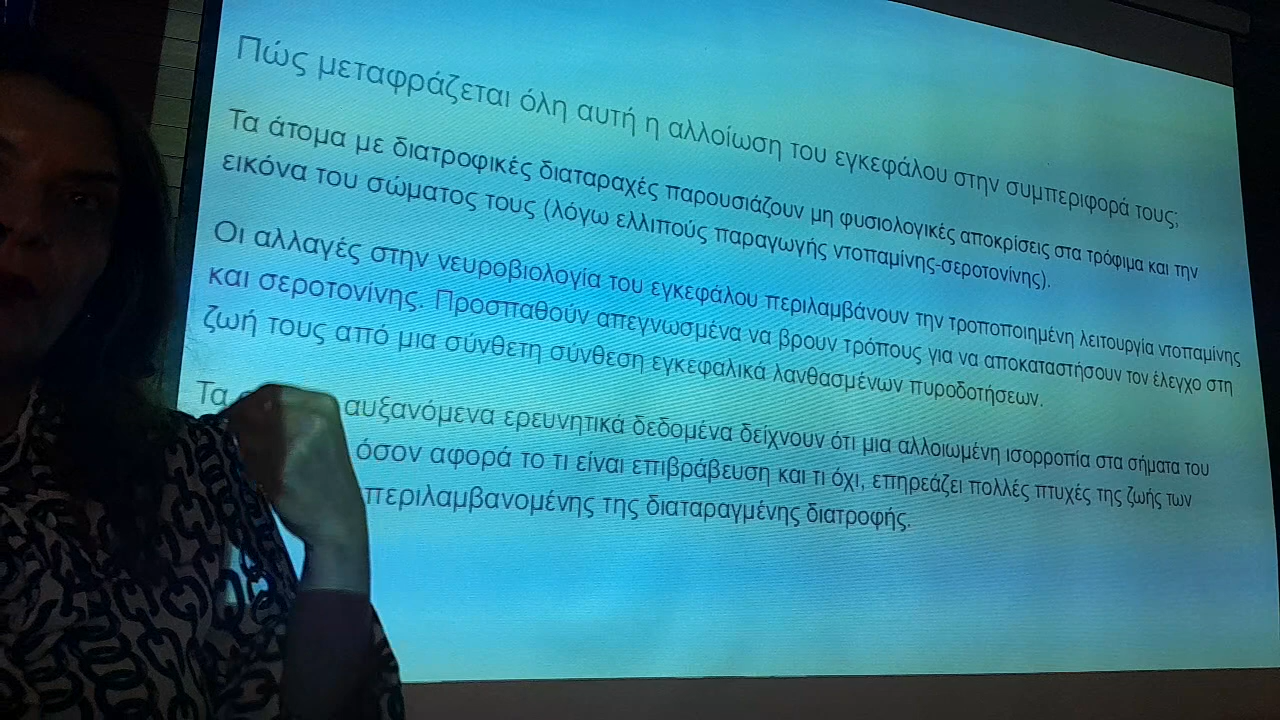 Πώς μεταφράζεται όλη αυτή η αλλοίωση του εγκεφάλου στην συμπεριφορά τους;
Τα άτομα με διατροφικές διαταραχές παρουσιάζουν μη φυσιολογικές αποκρίσεις στα τρόφιμα και την
εικόνα του σώματος τους (λόγω ελλιπούς παραγωγής ντοπαμίνης-σεροτονίνης).
Οι αλλαγές στην νευροβιολογία του εγκεφάλου περιλαμβάνουν την τροποποιημένη λειτουργία ντοπαμίνης
και σεροτονίνης. Προσπαθούν απεγνωσμένα να βρουν τρόπους για να αποκαταστήσουν τον έλεγχο στη
ζωή τους από μια σύνθετη σύνθεση εγκεφαλικά λανθασμένων πυροδοτήσεων.
Τα αυξανόμενα ερευνητικά δεδομένα δείχνουν ότι μια αλλοιωμένη ισορροπία στα σήματα του
όσον αφορά το τι είναι επιβράβευση και τι όχι, επηρεάζει πολλές πτυχές της ζωής των
περιλαμβανομένης της διαταραγμένης διατροφής.